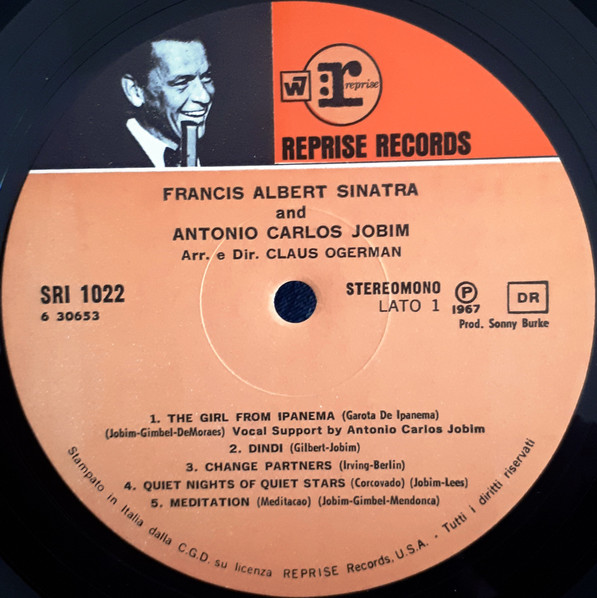 W7 r: reprise
REPRISE RECORDS
FRANCIS ALBERT SINATRA
and
ANTONIO CARLOS JOBIM
Arr. e Dir. CLAUS OGERMAN
SRI 1022
6 30653
STEREOMONO
LATO 1
P
1967
DR
Prod. Sonny Burke
1. THE GIRL FROM IPANEMA (Garota De Ipanema)
(Jobim-Gimbel-DeMoraes) Vocal Support by Antonio Carlos Jobim
2. DINDI (Gilbert-Jobim)
3. CHANGE PARTNERS (Irving-Berlin)
4. QUIET NIGHTS OF QUIET STARS (Corcovado) (Jobim-Lees)
5. MEDITATION (Meditacao) (Jobim-Gimbel-Mendonca)
Stampato in Italia dalla C.G.D. su licenza REPRISE Records, U.S.A. - Tutti i diritti riservati